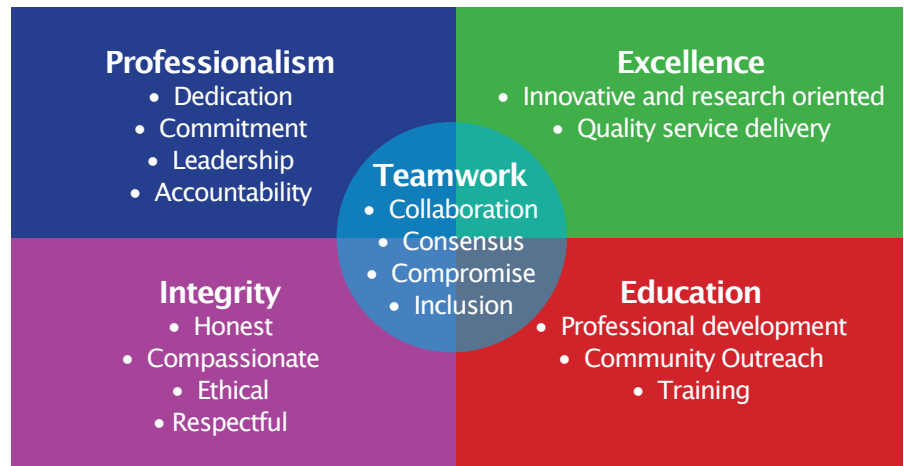 Professionalism
• Dedication
• Commitment
• Leadership
• Accountability
Excellence
• Innovative and research oriented
• Quality service delivery
Teamwork
• Collaboration
• Consensus
• Compromise
• Inclusion
Integrity
• Honest
• Compassionate
• Ethical
• Respectful
Education
• Professional development
• Community Outreach
• Training